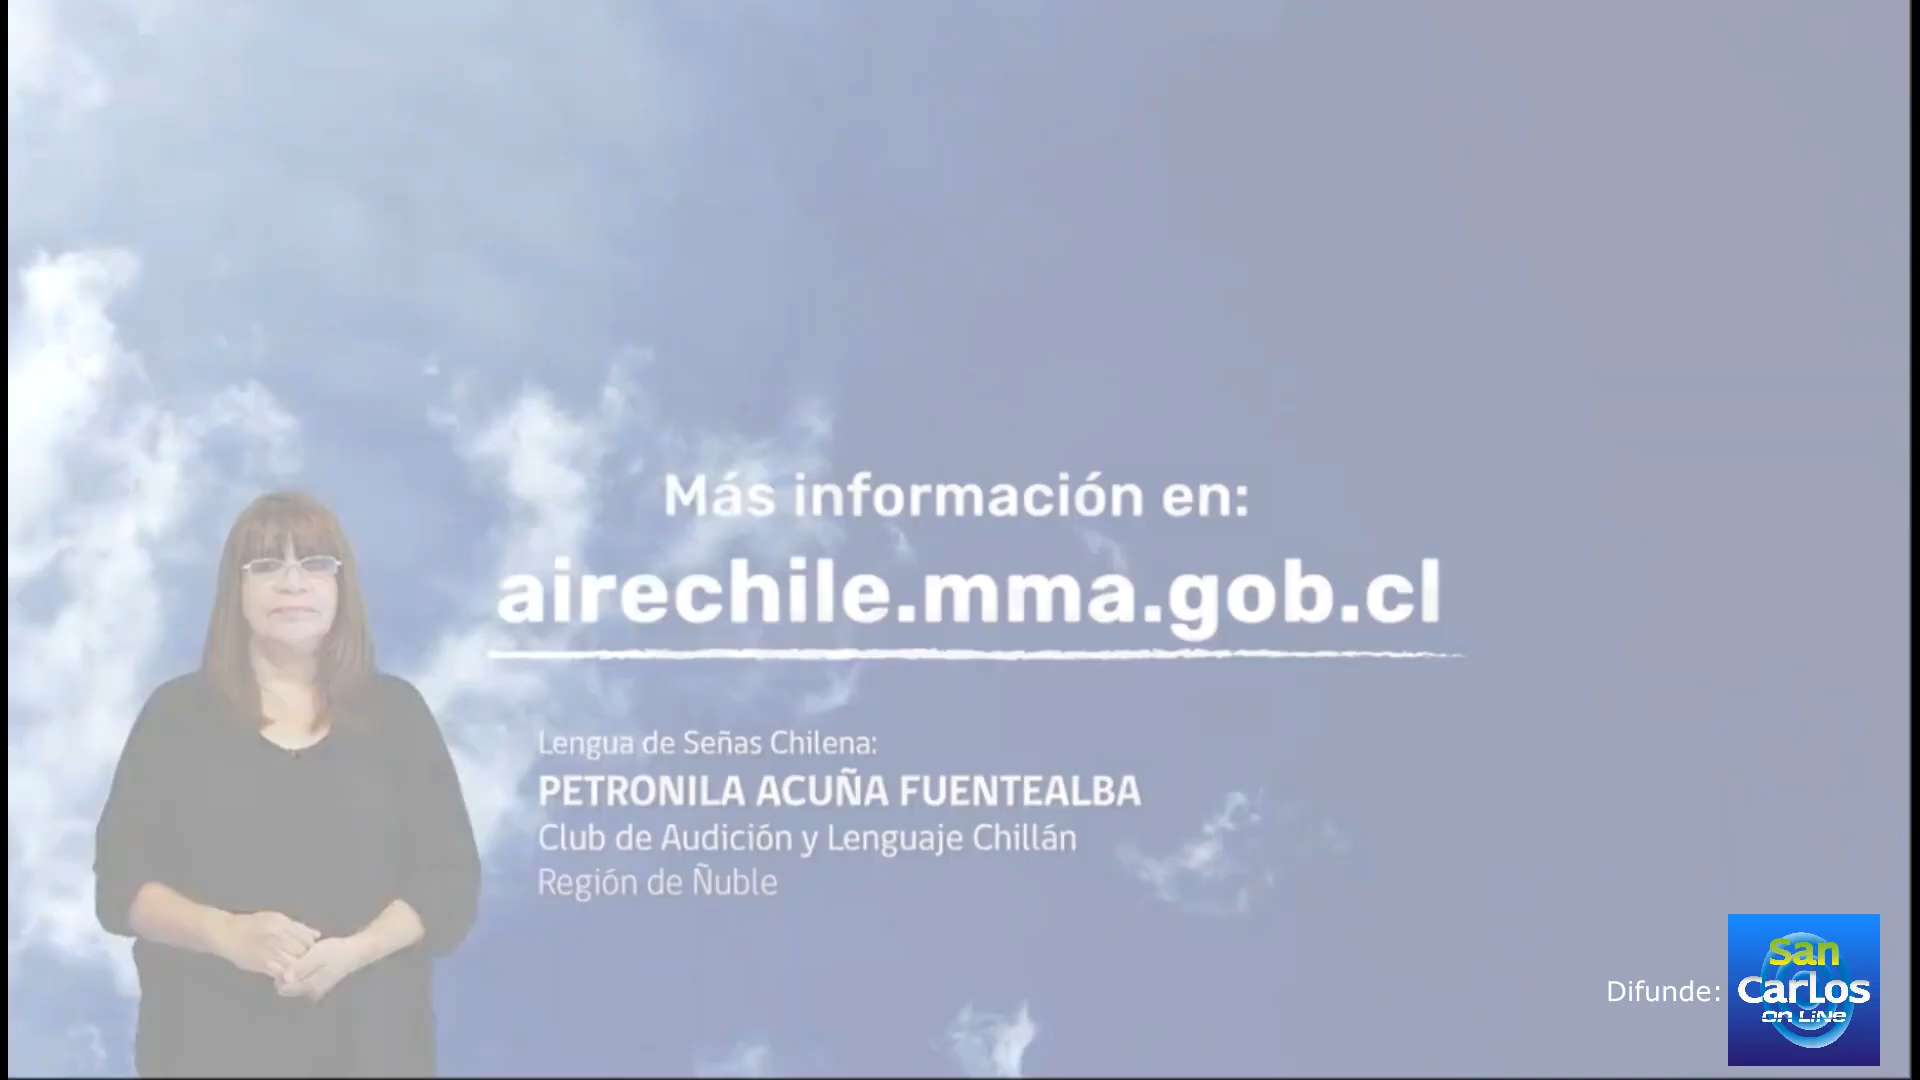 Más información en:
airechile.mma.gob.cl
Lengua de Señas Chilena:
PETRONILA ACUÑA FUENTEALBA
Club de Audición y Lenguaje Chillán
Región de Ñuble
Difunde:
San
CarLos
On LiNe